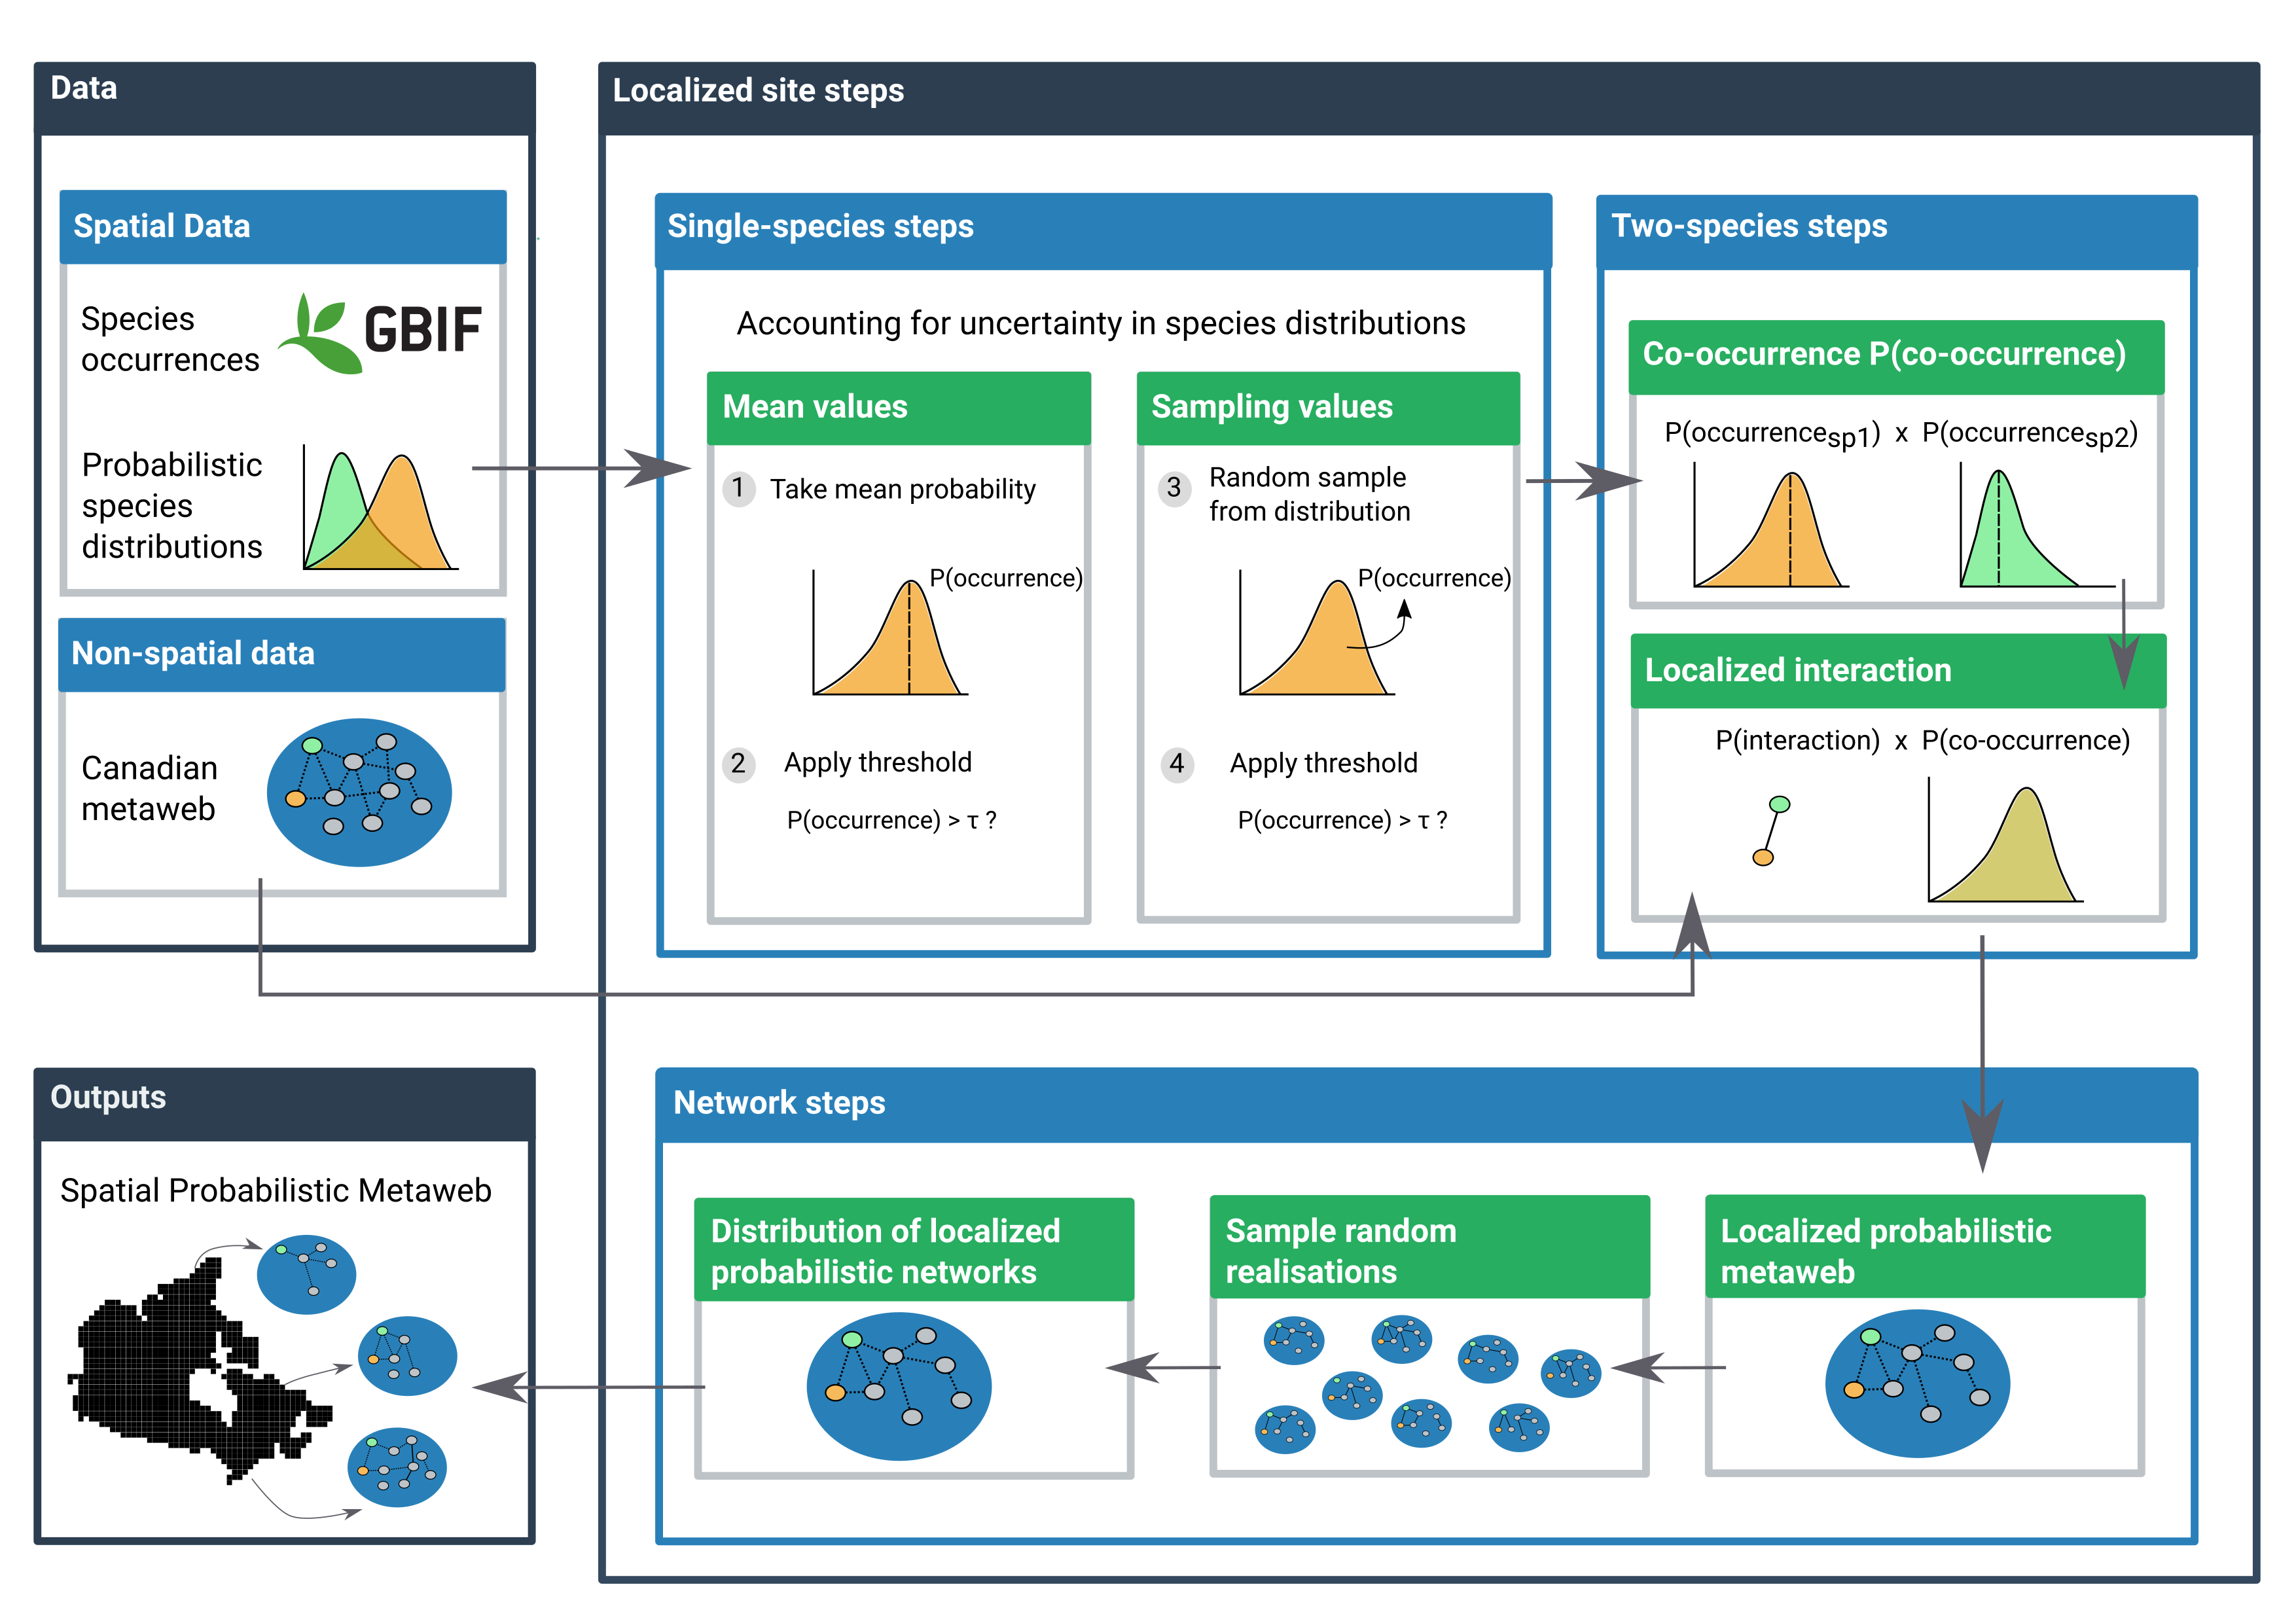 Data
Spatial Data
Species
occurrences
GBIF
Probabilistic
species
distributions
Non-spatial data
Canadian
metaweb
Localized site steps
Single-species steps
Accounting for uncertainty in species distributions
Mean values
1 Take mean probability
P(occurrence)
2 Apply threshold
P(occurrence) > τ ?
Sampling values
3 Random sample
from distribution
P(occurrence)
4 Apply threshold
P(occurrence) > τ ?
Two-species steps
Co-occurrence P(co-occurrence)
P(occurrencesp1) x P(occurrencesp2)
Localized interaction
P(interaction) x P(co-occurrence)
Network steps
Localized probabilistic
metaweb
Sample random
realisations
Distribution of localized
probabilistic networks
Outputs
Spatial Probabilistic Metaweb